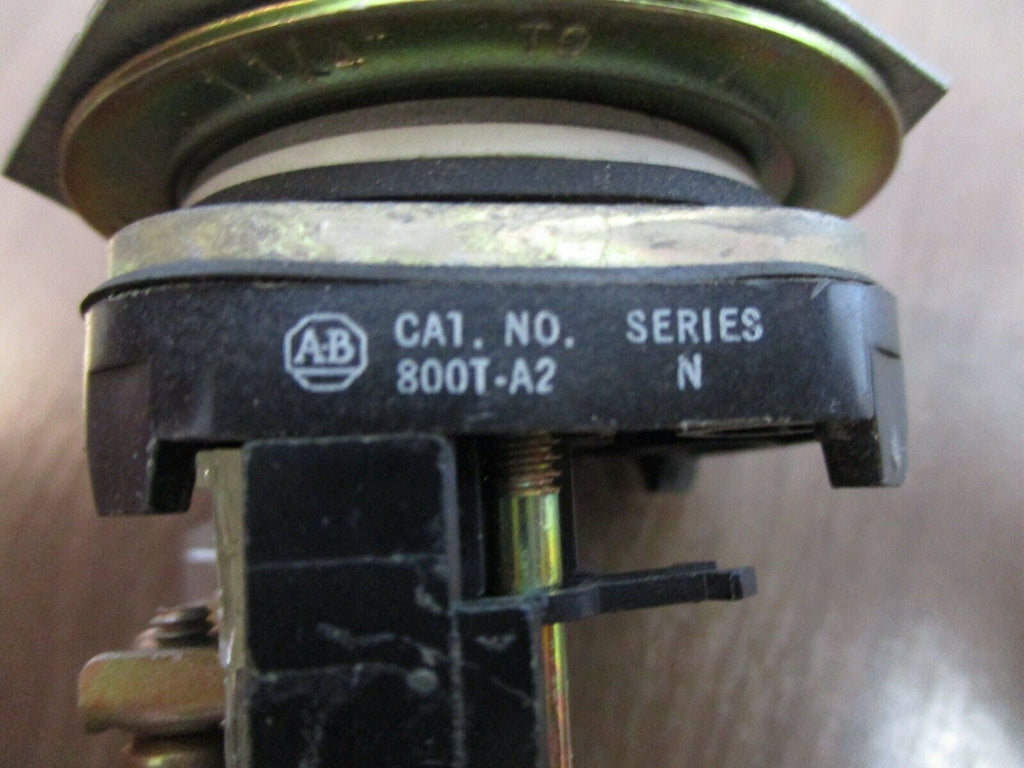 A-B CAT. NO. SERIES
800T-A2 N